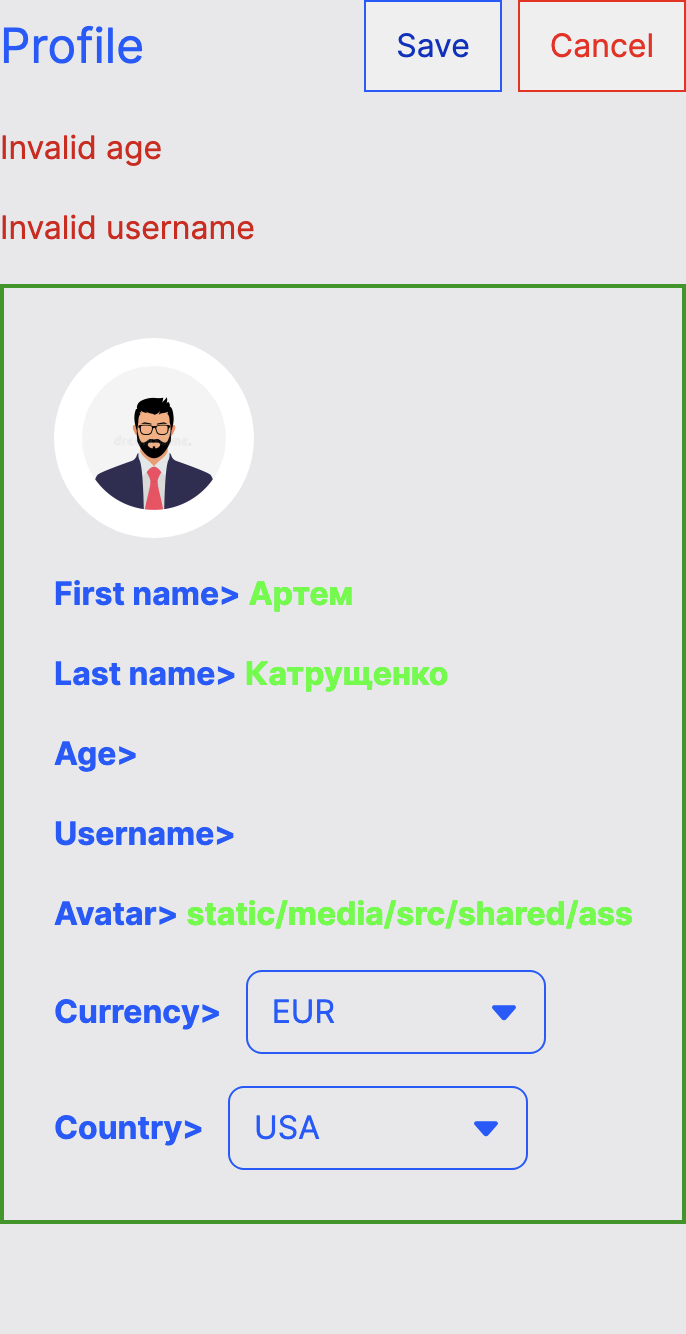 Profile
Save
Cancel
Invalid age
Invalid username
First name> Артем
Last name> Катрущенко
Age>
Username>
Avatar> static/media/src/shared/ass
Currency> EUR
Country> USA